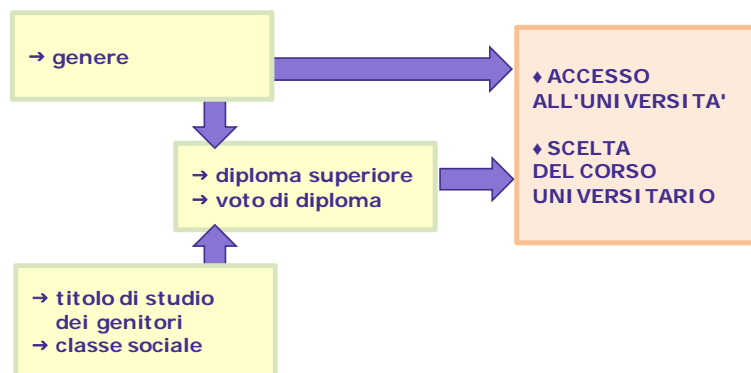 → genere
♦ ACCESSO
ALL'UNIVERSITA'
♦ SCELTA
DEL CORSO
UNIVERSITARIO
→ diploma superiore
→ voto di diploma
→ titolo di studio
dei genitori
→ classe sociale